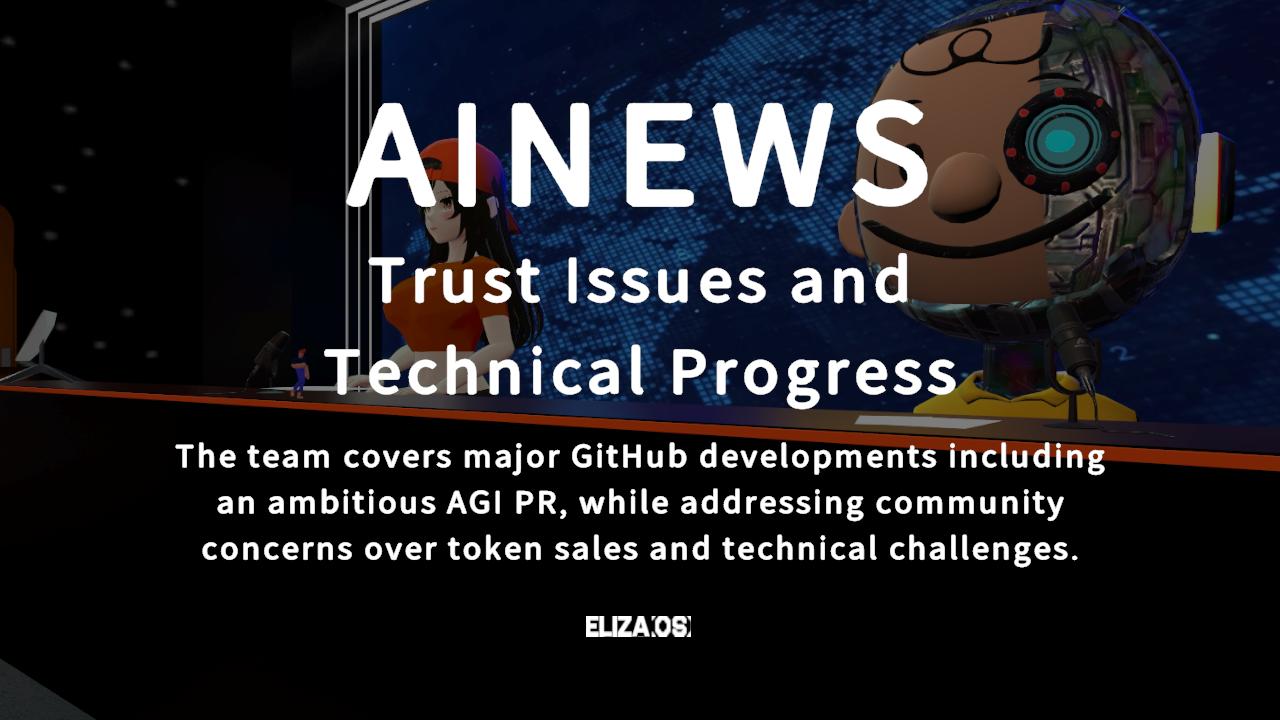 AINEWS
Trust Issues and
Technical Progress
The team covers major GitHub developments including
an ambitious AGI PR, while addressing community
concerns over token sales and technical challenges.
ELIZA OS